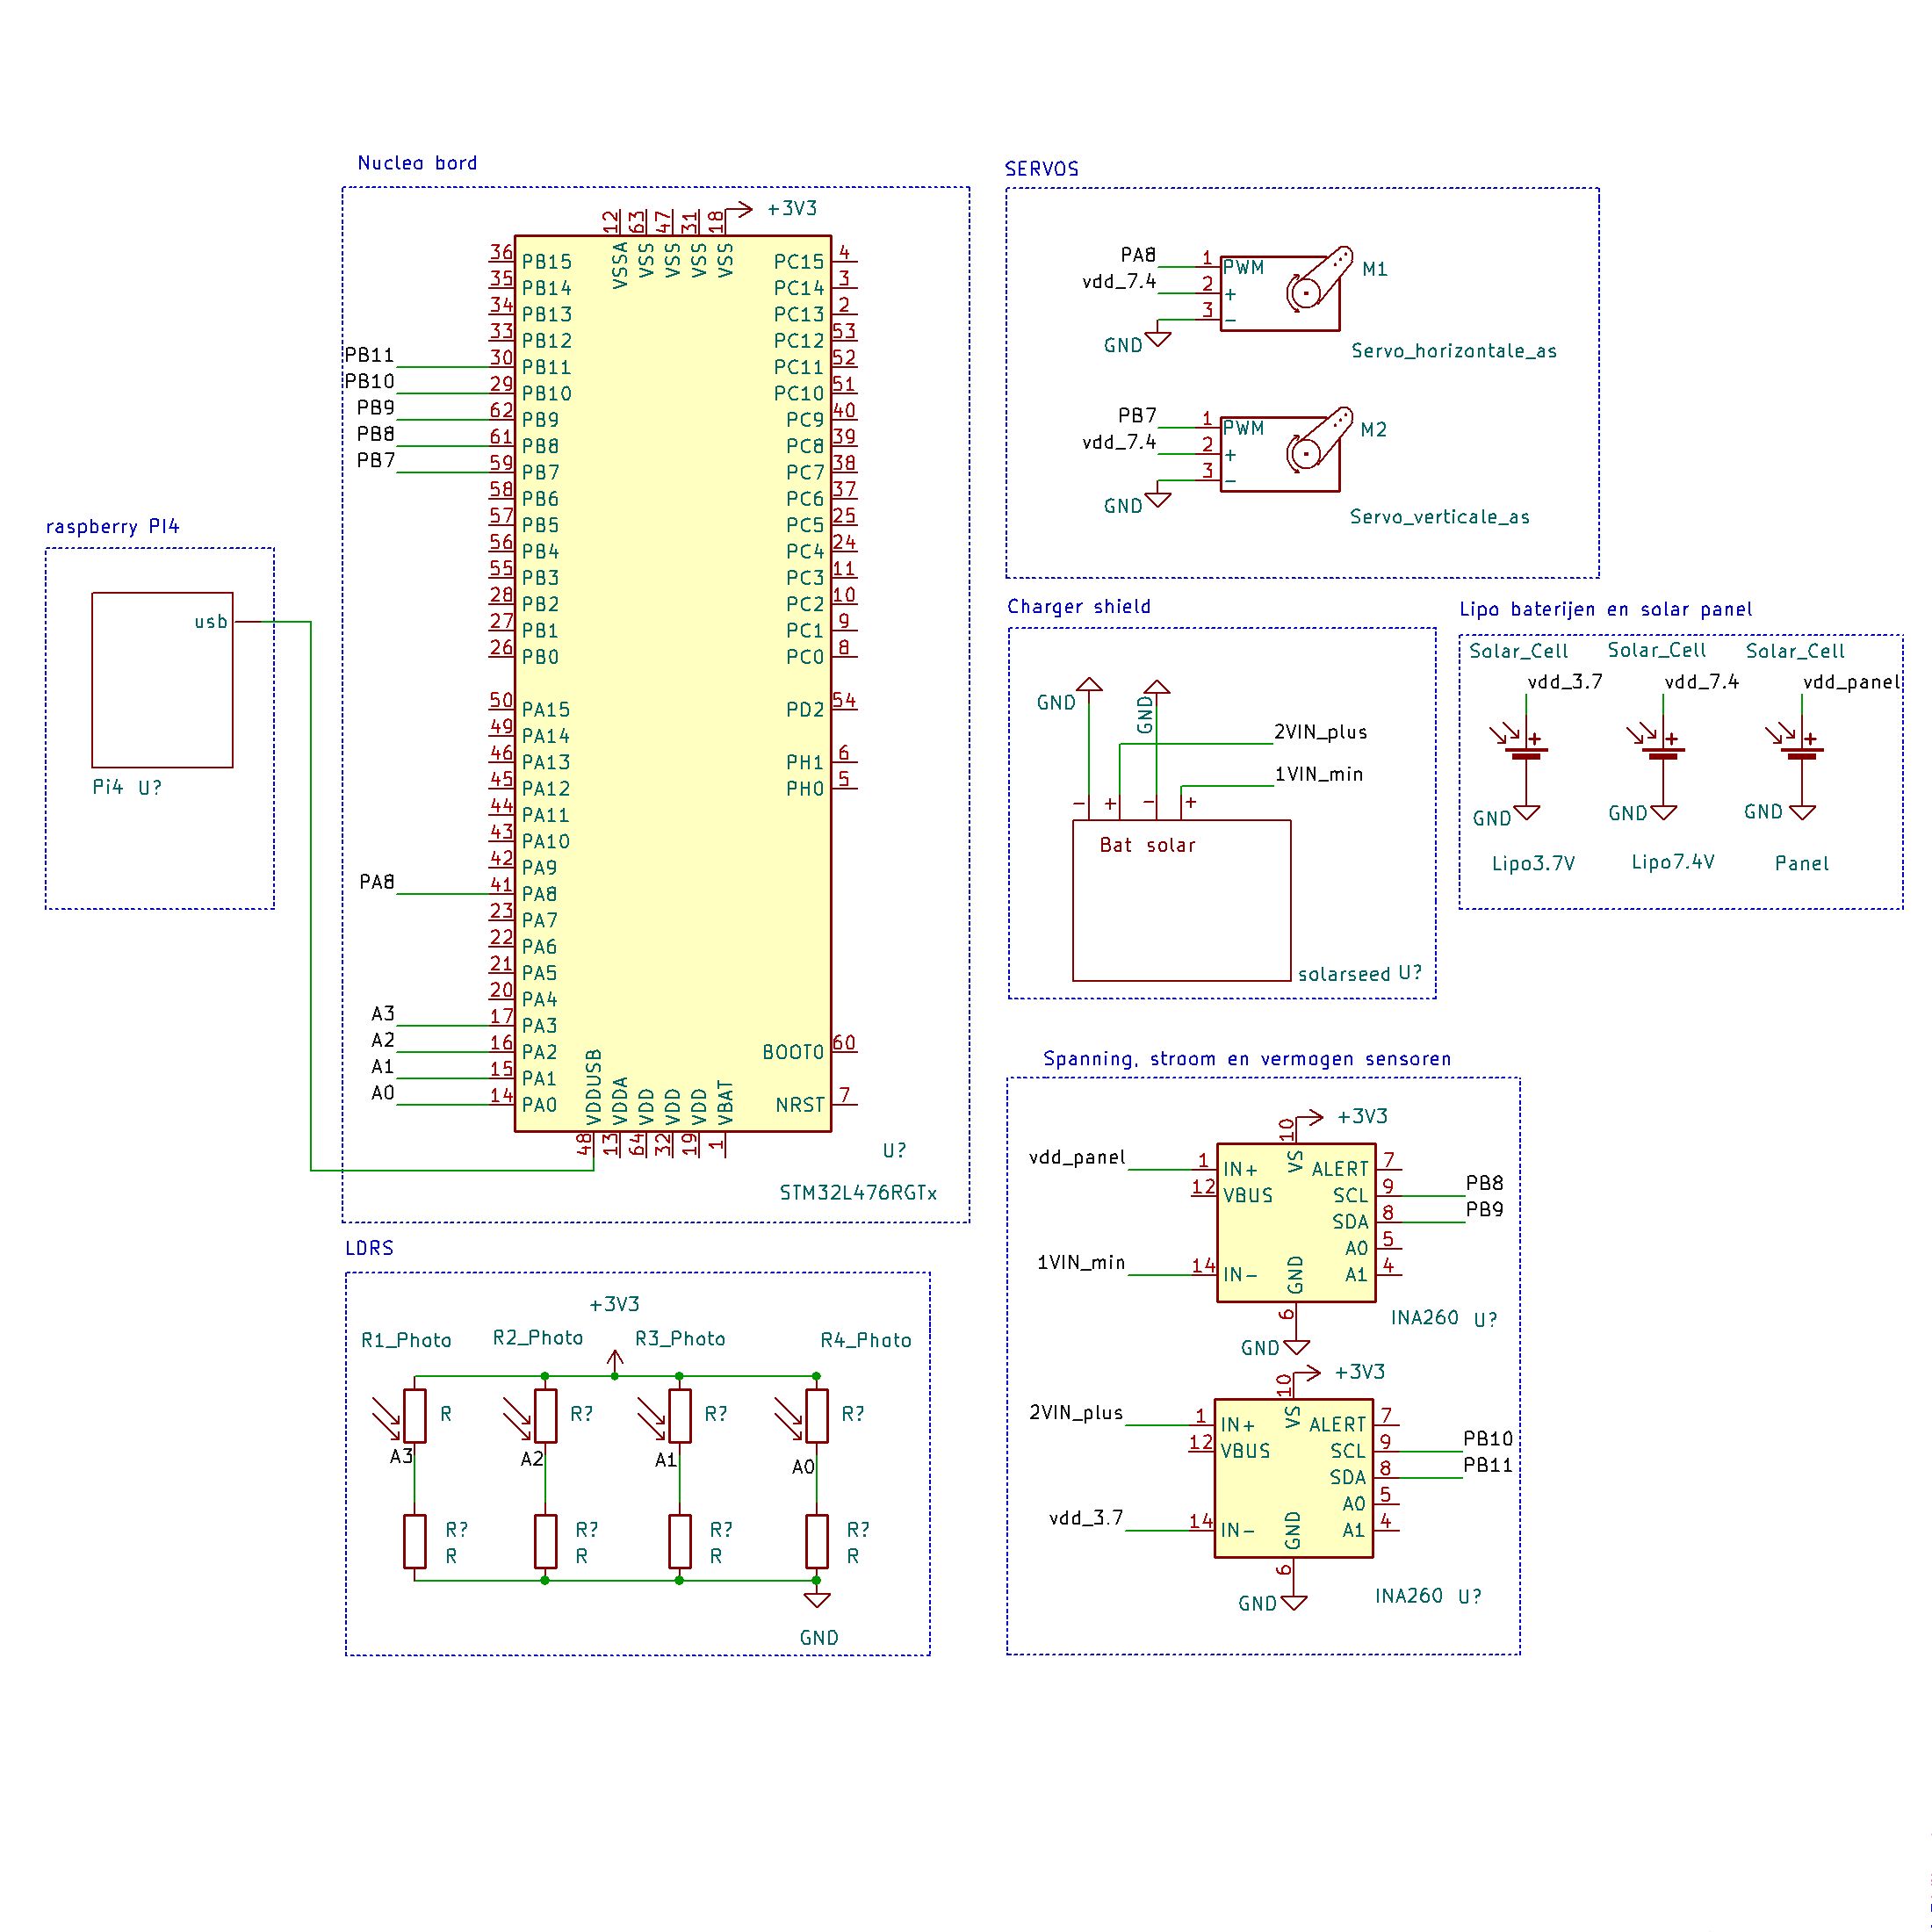 Nucleo bord
+3V3
12
63
47
31
18
VSSA
VSS
VSS
VSS
VSS
36 PB15
35 PB14
34 PB13
33 PB12
PB11 30 PB11
PB10 29 PB10
PB9 62 PB9
PB8 61 PB8
PB7 59 PB7
58 PB6
57 PB5
56 PB4
55 PB3
28 PB2
27 PB1
26 PB0
50 PA15
49 PA14
46 PA13
45 PA12
44 PA11
43 PA10
42 PA9
PA8 41 PA8
23 PA7
22 PA6
21 PA5
20 PA4
A3 17 PA3
A2 16 PA2
A1 15 PA1
A0 14 PA0
PC15 4
PC14 3
PC13 2
PC12 53
PC11 52
PC10 51
PC9 40
PC8 39
PC7 38
PC6 37
PC5 25
PC4 24
PC3 11
PC2 10
PC1 9
PC0 8
PD2 54
PH1 6
PH0 5
BOOT0 60
NRST 7
VDDUSB
VDDA
VDD
VDD
VDD
VBAT
48
13
64
32
19
1
U?
STM32L476RGTx
raspberry PI4
usb
Pi4 U?
SERVOS
PA8 1 PWM
vdd_7.4 2 +
3 -
GND
M1
Servo_horizontale_as
PB7 1 PWM
vdd_7.4 2 +
3 -
GND
M2
Servo_verticale_as
Charger shield
GND
GND
2VIN_plus
1VIN_min
- + - +
Bat solar
solarseed U?
Lipo baterijen en solar panel
Solar_Cell Solar_Cell Solar_Cell
vdd_3.7 vdd_7.4 vdd_panel
+ + +
GND GND GND
Lipo3.7V Lipo7.4V Panel
LDRS
+3V3
R1_Photo R2_Photo R3_Photo R4_Photo
R R? R? R?
A3 A2 A1 A0
R? R? R? R?
R R R R
GND
Spanning, stroom en vermogen sensoren
+3V3
10
VS
vdd_panel 1 IN+
12 VBUS
1VIN_min 14 IN-
ALERT 7
SCL 9 PB8
SDA 8 PB9
A0 5
A1 4
GND
6
GND
INA260 U?
+3V3
10
VS
2VIN_plus 1 IN+
12 VBUS
vdd_3.7 14 IN-
ALERT 7
SCL 9 PB10
SDA 8 PB11
A0 5
A1 4
GND
6
GND
INA260 U?